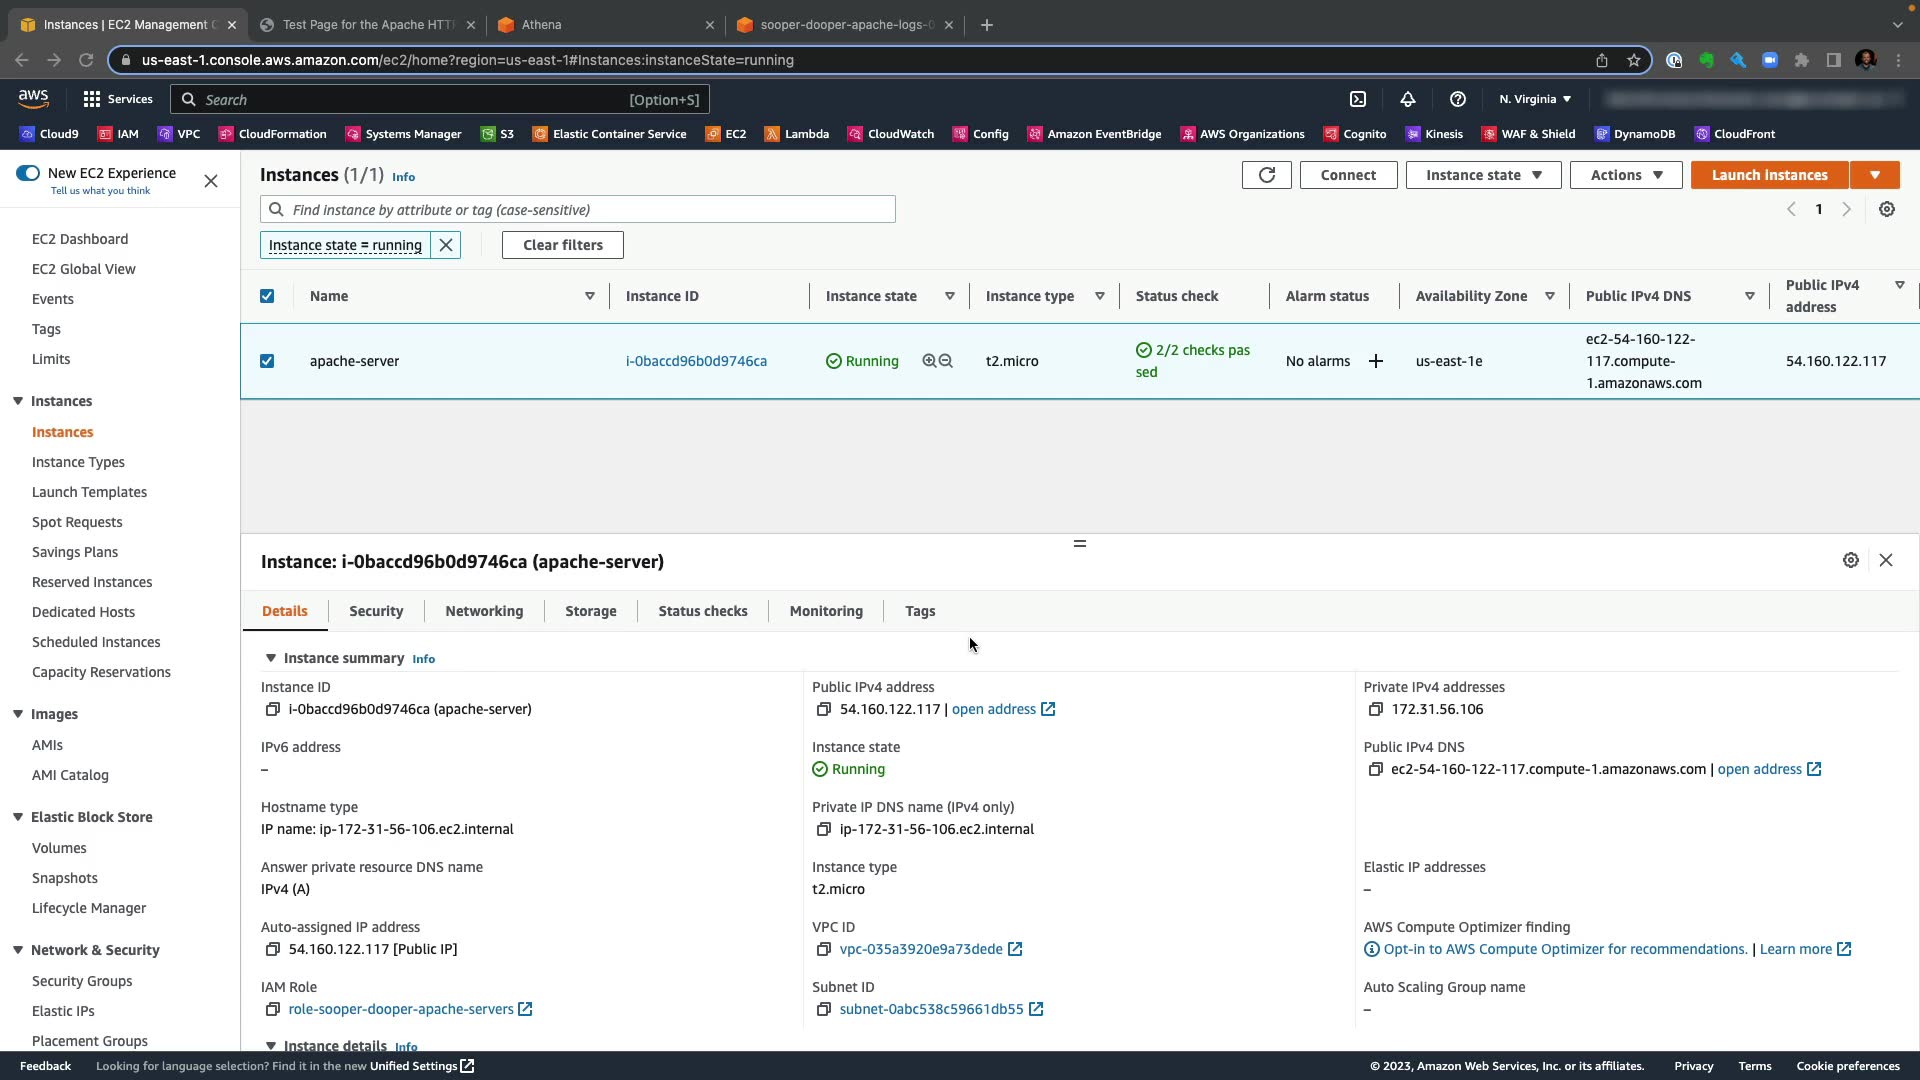 Instances | EC2 Management C
Test Page for the Apache HTT
Athena
sooper-dooper-apache-logs-0
us-east-1.console.aws.amazon.com/ec2/home?region=us-east-1#Instances:instanceState=running
aws
Services
Search
[Option+S]
N. Virginia
Cloud9
IAM
VPC
CloudFormation
Systems Manager
S3
Elastic Container Service
EC2
Lambda
CloudWatch
Config
Amazon EventBridge
AWS Organizations
Cognito
Kinesis
WAF & Shield
DynamoDB
CloudFront
New EC2 Experience
Tell us what you think
EC2 Dashboard
EC2 Global View
Events
Tags
Limits
Instances
Instances
Instance Types
Launch Templates
Spot Requests
Savings Plans
Reserved Instances
Dedicated Hosts
Scheduled Instances
Capacity Reservations
Images
AMIs
AMI Catalog
Elastic Block Store
Volumes
Snapshots
Lifecycle Manager
Network & Security
Security Groups
Elastic IPs
Placement Groups
Instances (1/1) Info
Connect
Instance state
Actions
Launch Instances
Find instance by attribute or tag (case-sensitive)
1
Instance state = running
Clear filters
Name
Instance ID
Instance state
Instance type
Status check
Alarm status
Availability Zone
Public IPv4 DNS
Public IPv4
address
apache-server
i-0baccd96b0d9746ca
Running
t2.micro
2/2 checks pas
sed
No alarms
us-east-1e
ec2-54-160-122-
117.compute-
1.amazonaws.com
54.160.122.117
Instance: i-0baccd96b0d9746ca (apache-server)
Details
Security
Networking
Storage
Status checks
Monitoring
Tags
Instance summary Info
Instance ID
i-0baccd96b0d9746ca (apache-server)
Public IPv4 address
54.160.122.117 | open address
Private IPv4 addresses
172.31.56.106
IPv6 address
–
Instance state
Running
Public IPv4 DNS
ec2-54-160-122-117.compute-1.amazonaws.com | open address
Hostname type
IP name: ip-172-31-56-106.ec2.internal
Private IP DNS name (IPv4 only)
ip-172-31-56-106.ec2.internal
Answer private resource DNS name
IPv4 (A)
Instance type
t2.micro
Elastic IP addresses
–
Auto-assigned IP address
54.160.122.117 [Public IP]
VPC ID
vpc-035a3920e9a73dede
AWS Compute Optimizer finding
Opt-in to AWS Compute Optimizer for recommendations. | Learn more
IAM Role
role-sooper-dooper-apache-servers
Subnet ID
subnet-0abc538c59661db55
Auto Scaling Group name
–
Instance details Info
Feedback
Looking for language selection? Find it in the new Unified Settings
© 2023, Amazon Web Services, Inc. or its affiliates.
Privacy
Terms
Cookie preferences